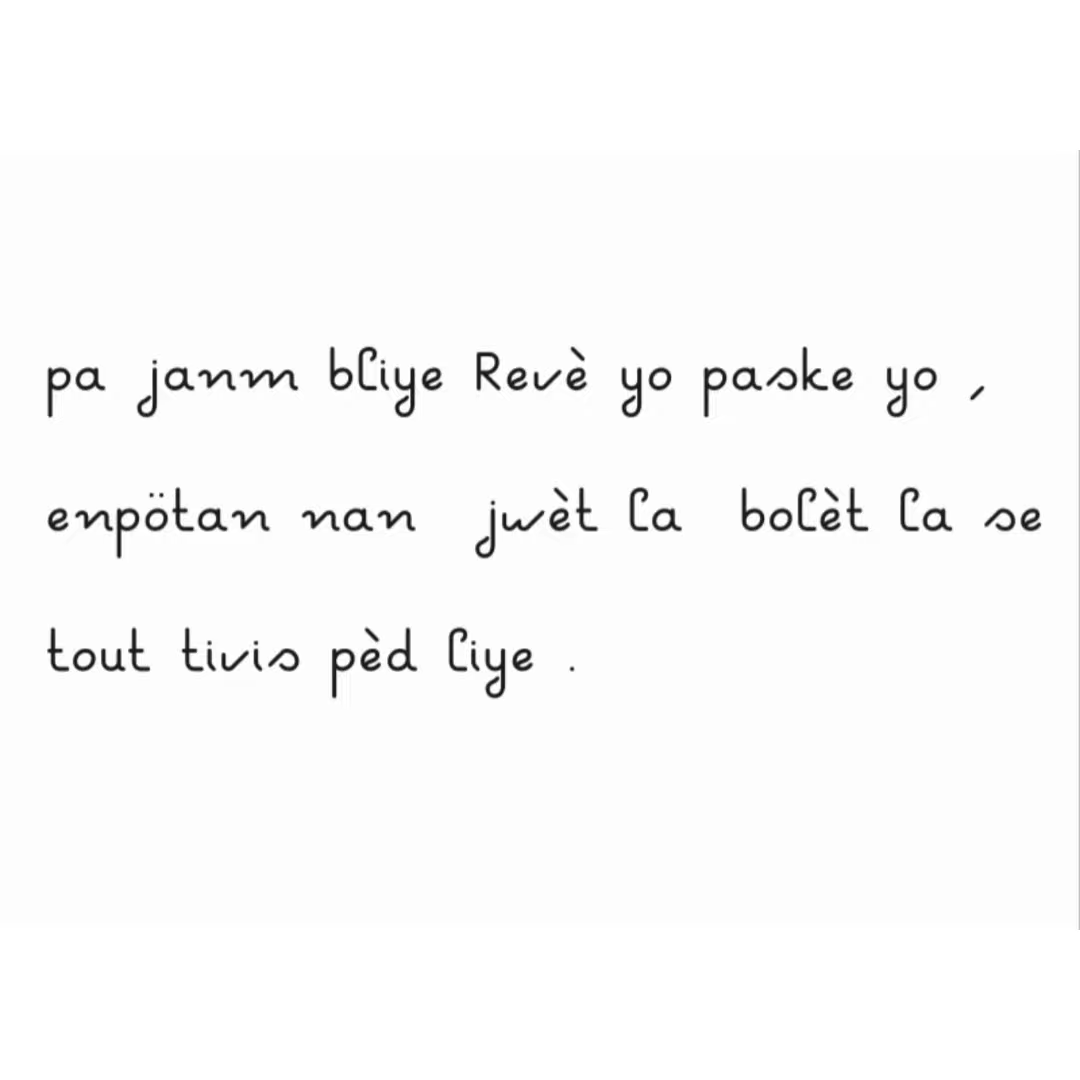 pa janm bliye Revè yo paske yo ,
enpötan nan jwèt la bolèt la se
tout tivis pèd liye .